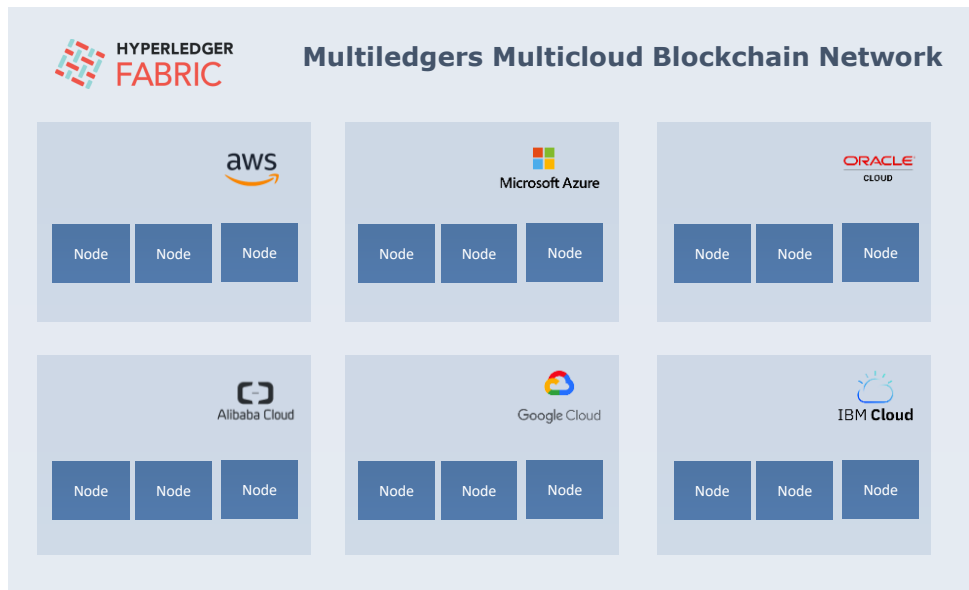 HYPERLEDGER
FABRIC
Multiledgers Multicloud Blockchain Network
aws
Node Node Node
Microsoft Azure
Node Node Node
ORACLE
CLOUD
Node Node Node
Alibaba Cloud
Node Node Node
Google Cloud
Node Node Node
IBM Cloud
Node Node Node